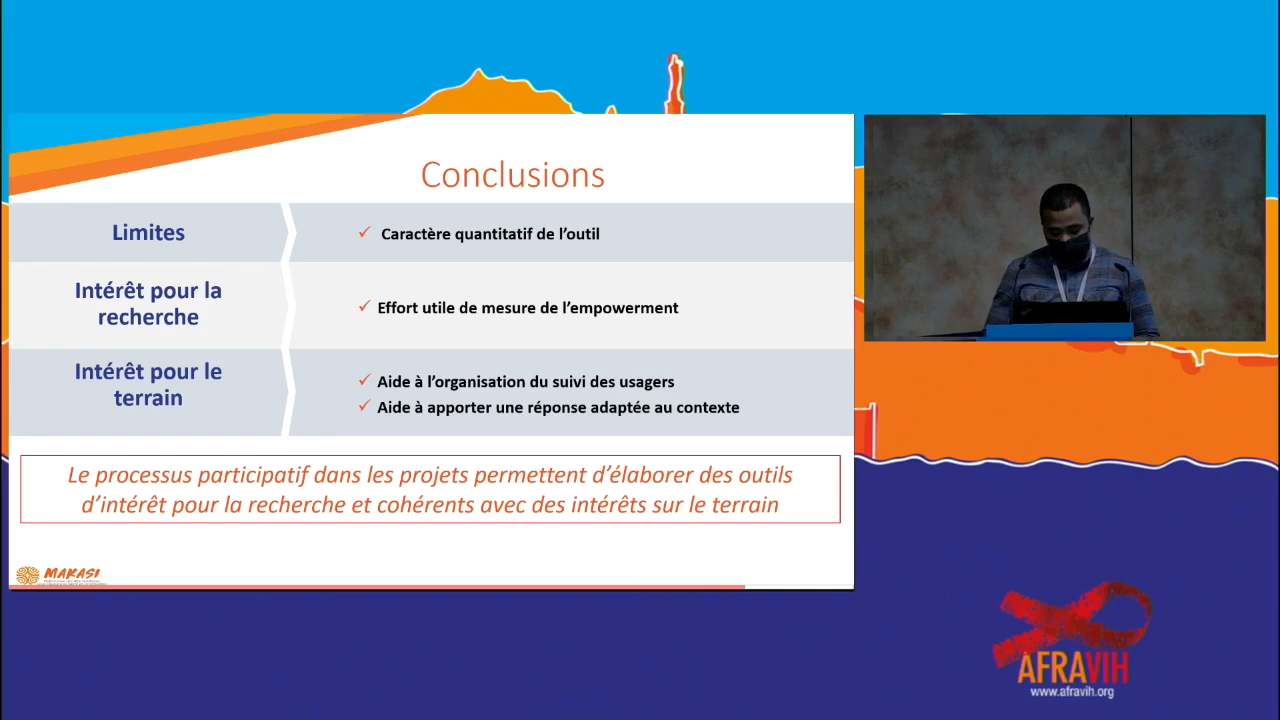 Conclusions
Limites
✓ Caractère quantitatif de l'outil
Intérêt pour la
recherche
✓ Effort utile de mesure de l'empowerment
Intérêt pour le
terrain
✓ Aide à l'organisation du suivi des usagers
✓ Aide à apporter une réponse adaptée au contexte
Le processus participatif dans les projets permettent d'élaborer des outils
d'intérêt pour la recherche et cohérents avec des intérêts sur le terrain
MAKASI
AFRAVIH
www.afravih.org